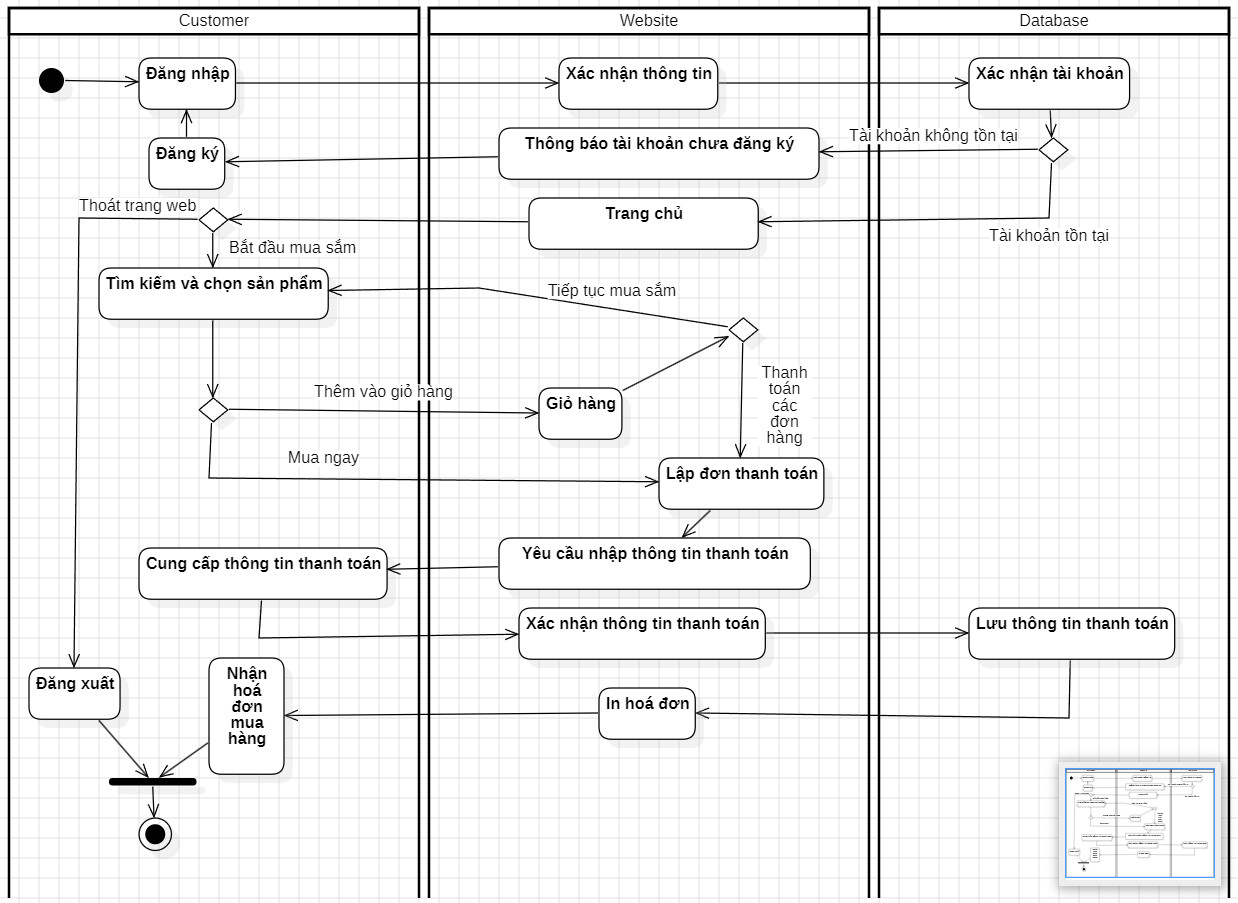 Customer
Website
Database
Đăng nhập
Xác nhận thông tin
Xác nhận tài khoản
Tài khoản không tồn tại
Thông báo tài khoản chưa đăng ký
Đăng ký
Thoát trang web
Trang chủ
Tài khoản tồn tại
Bắt đầu mua sắm
Tìm kiếm và chọn sản phẩm
Tiếp tục mua sắm
Thêm vào giỏ hàng
Giỏ hàng
Thanh
toán
các
đơn
hàng
Mua ngay
Lập đơn thanh toán
Yêu cầu nhập thông tin thanh toán
Cung cấp thông tin thanh toán
Xác nhận thông tin thanh toán
Lưu thông tin thanh toán
Đăng xuất
Nhận
hoá
đơn
mua
hàng
In hoá đơn